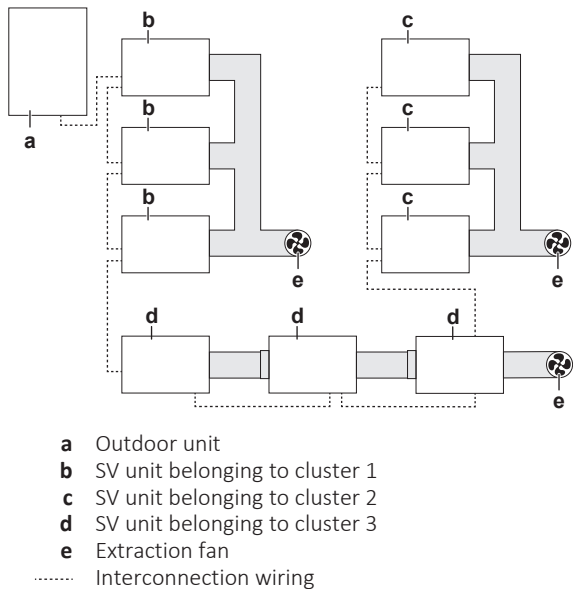 b
c
a
b
c
b
c
e
e
d
d
d
e
a Outdoor unit
b SV unit belonging to cluster 1
c SV unit belonging to cluster 2
d SV unit belonging to cluster 3
e Extraction fan
Interconnection wiring